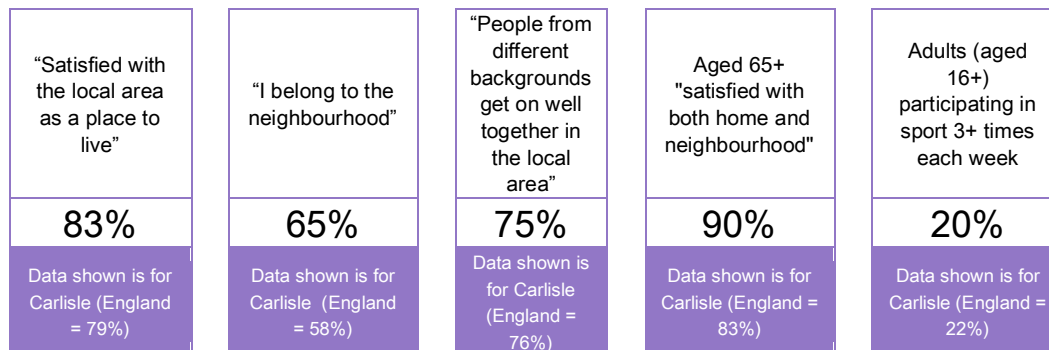 “Satisfied with
the local area
as a place to
live”
83%
Data shown is for
Carlisle (England
= 79%)
“I belong to the
neighbourhood”
65%
Data shown is for
Carlisle  (England
= 58%)
“People from
different
backgrounds
get on well
together in
the local
area”
75%
Data shown is
for Carlisle
(England =
76%)
Aged 65+
"satisfied with
both home and
neighbourhood"
90%
Data shown is for
Carlisle (England =
83%)
Adults (aged
16+)
participating in
sport 3+ times
each week
20%
Data shown is for
Carlisle (England =
22%)